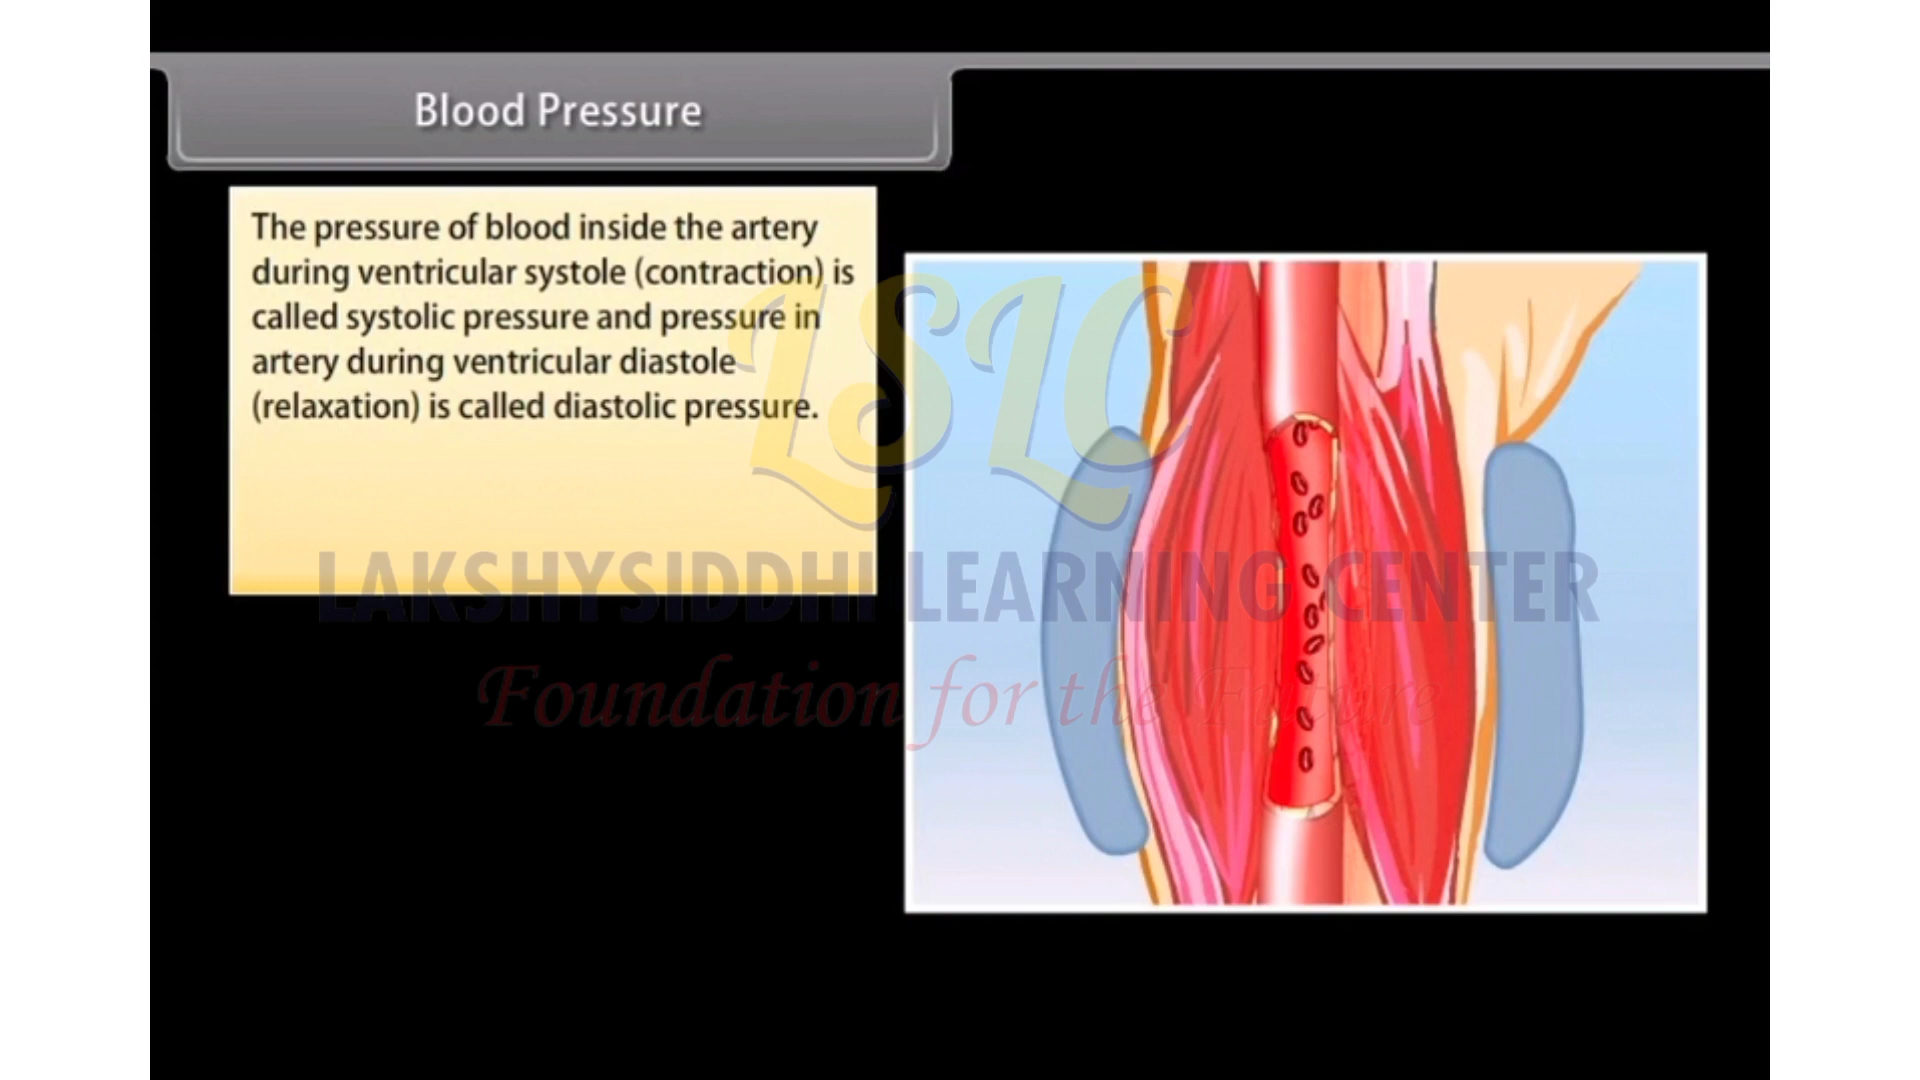 Blood Pressure
The pressure of blood inside the artery
during ventricular systole (contraction) is
called systolic pressure and pressure in
artery during ventricular diastole
(relaxation) is called diastolic pressure.
LSLC
LAKSHYSIDDHI LEARNING CENTER
Foundation for the Future